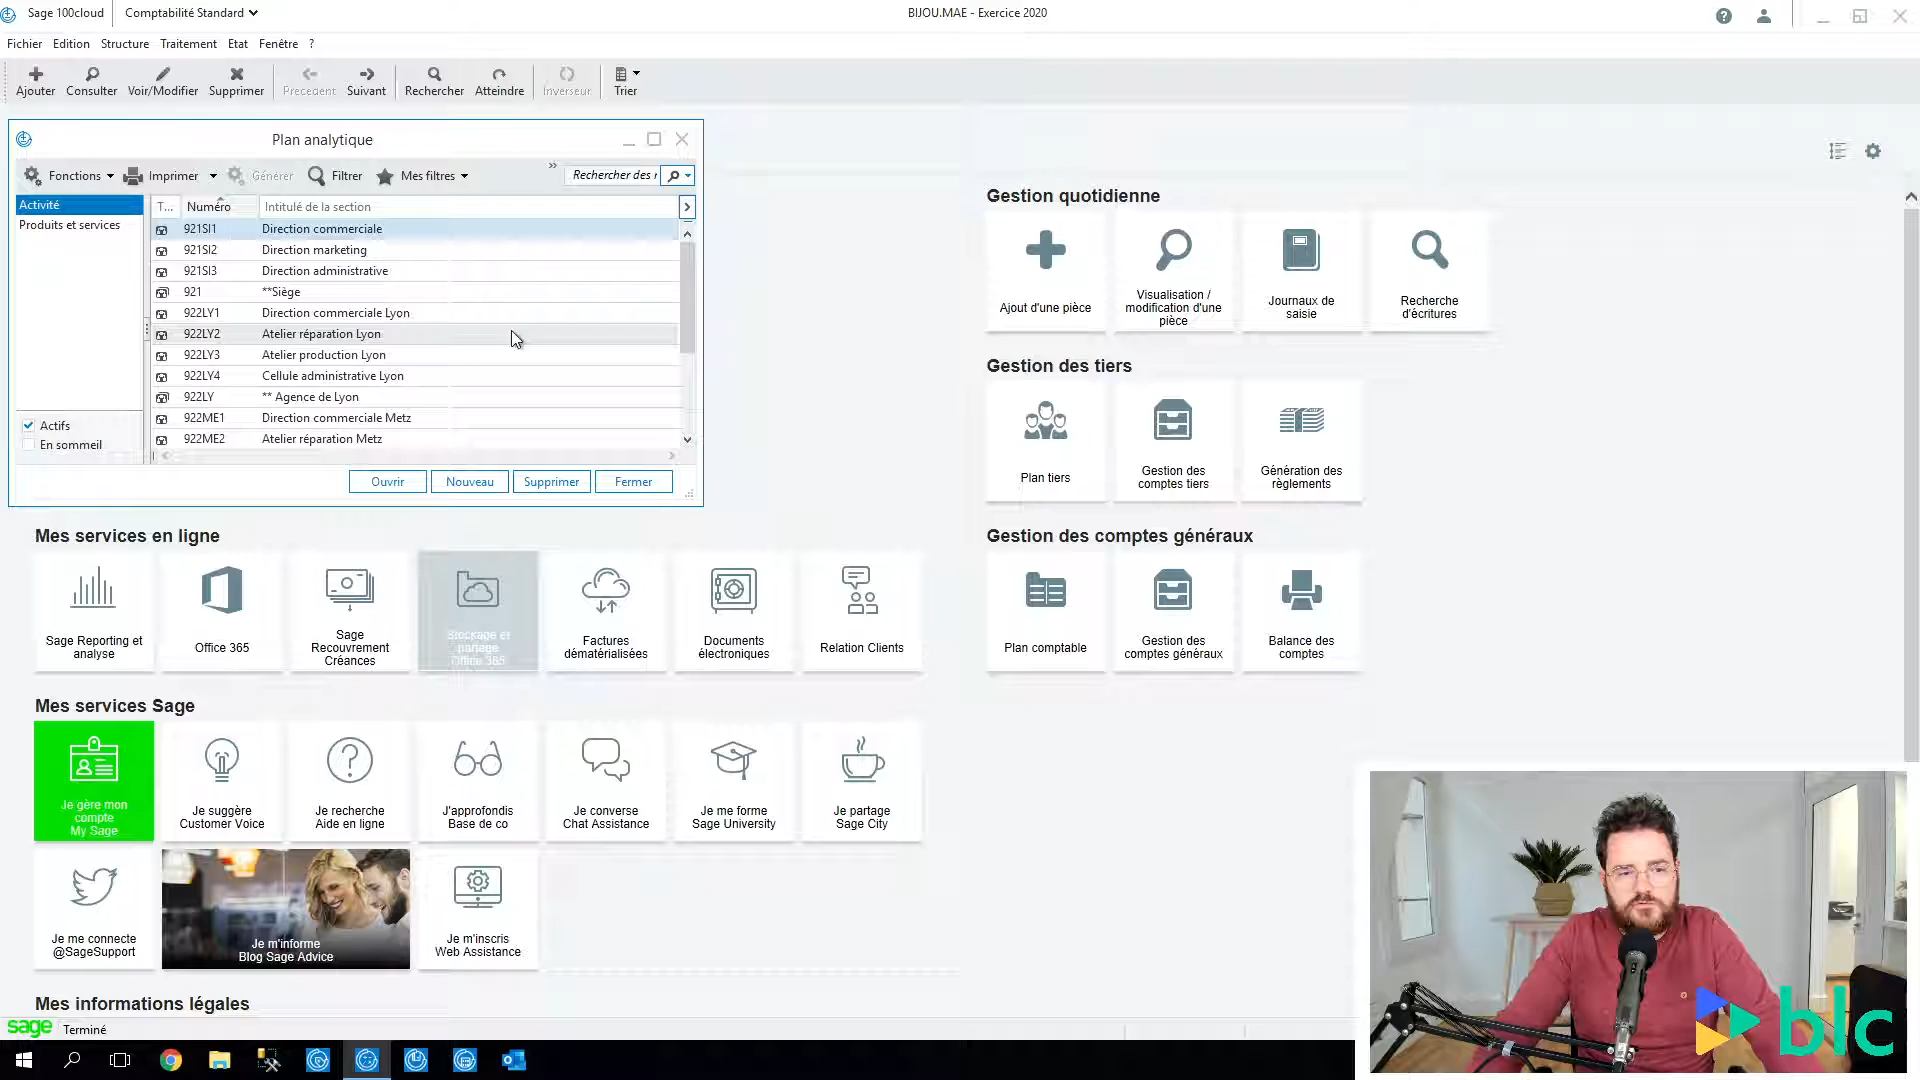 Sage 100cloud
Comptabilité Standard
BIJOU.MAE - Exercice 2020
Fichier Edition Structure Traitement Etat Fenêtre ?
Ajouter Consulter Voir/Modifier Supprimer Précédent Suivant Rechercher Atteindre Inverseur Trier
Plan analytique
Fonctions Imprimer Générer Filtrer Mes filtres » Rechercher des r
Activité
Produits et services
Actifs
En sommeil
T... Numéro Intitulé de la section
921SI1 Direction commerciale
921SI2 Direction marketing
921SI3 Direction administrative
921 **Siège
922LY1 Direction commerciale Lyon
922LY2 Atelier réparation Lyon
922LY3 Atelier production Lyon
922LY4 Cellule administrative Lyon
922LY ** Agence de Lyon
922ME1 Direction commerciale Metz
922ME2 Atelier réparation Metz
Ouvrir Nouveau Supprimer Fermer
Gestion quotidienne
Ajout d'une pièce
Visualisation /
modification d'une
pièce
Journaux de
saisie
Recherche
d'écritures
Gestion des tiers
Plan tiers
Gestion des
comptes tiers
Génération des
règlements
Gestion des comptes généraux
Plan comptable
Gestion des
comptes généraux
Balance des
comptes
Mes services en ligne
Sage Reporting et
analyse
Office 365
Sage
Recouvrement
Créances
Stockage et
partage
Office 365
Factures
dématérialisées
Documents
électroniques
Relation Clients
Mes services Sage
Je gère mon
compte
My Sage
Je suggère
Customer Voice
Je recherche
Aide en ligne
J'approfondis
Base de co
Je converse
Chat Assistance
Je me forme
Sage University
Je partage
Sage City
Je me connecte
@SageSupport
Je m'informe
Blog Sage Advice
Je m'inscris
Web Assistance
Mes informations légales
sage Terminé
blc